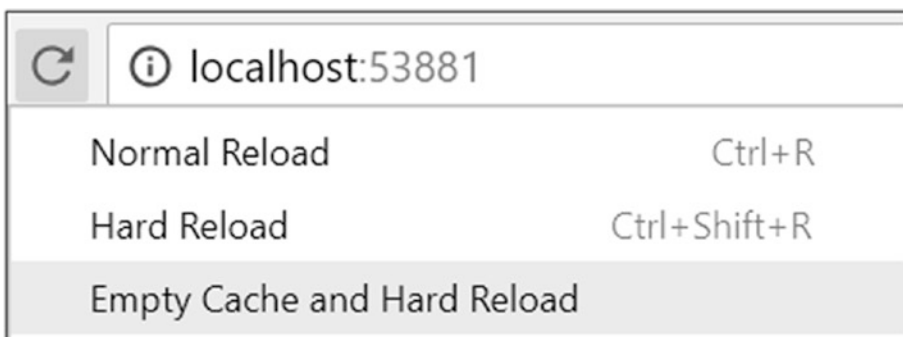 localhost:53881
Normal Reload Ctrl+R
Hard Reload Ctrl+Shift+R
Empty Cache and Hard Reload